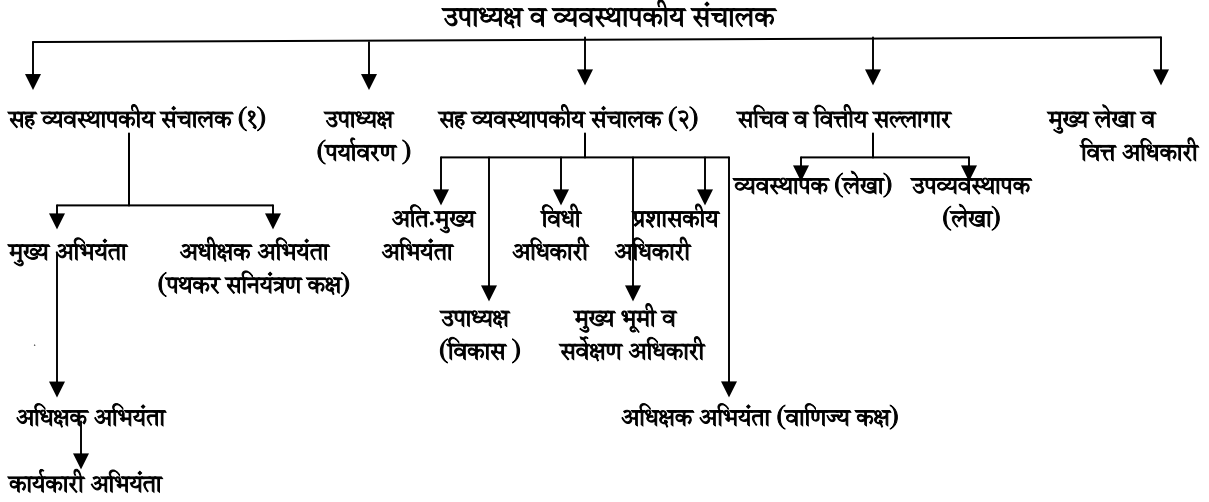 उपाध्यक्ष व व्यवस्थापकीय संचालक
सह व्यवस्थापकीय संचालक (१)
उपाध्यक्ष
(पर्यावरण )
सह व्यवस्थापकीय संचालक (२)
सचिव व वित्तीय सल्लागार
मुख्य लेखा व
वित्त अधिकारी
व्यवस्थापक (लेखा)
उपव्यवस्थापक
(लेखा)
अति.मुख्य
अभियंता
विधी
अधिकारी
प्रशासकीय
अधिकारी
मुख्य अभियंता
अधीक्षक अभियंता
(पथकर सनियंत्रण कक्ष)
उपाध्यक्ष
(विकास )
मुख्य भूमी व
सर्वेक्षण अधिकारी
अधिक्षक अभियंता
अधिक्षक अभियंता (वाणिज्य कक्ष)
कार्यकारी अभियंता